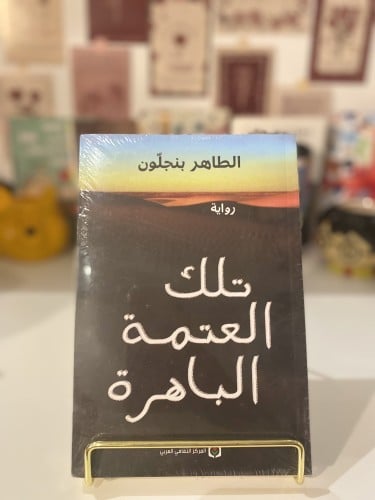 الطاهر بنجلّون
رواية
تلك
العتمة
الباهرة
المركز الثقافي العربي